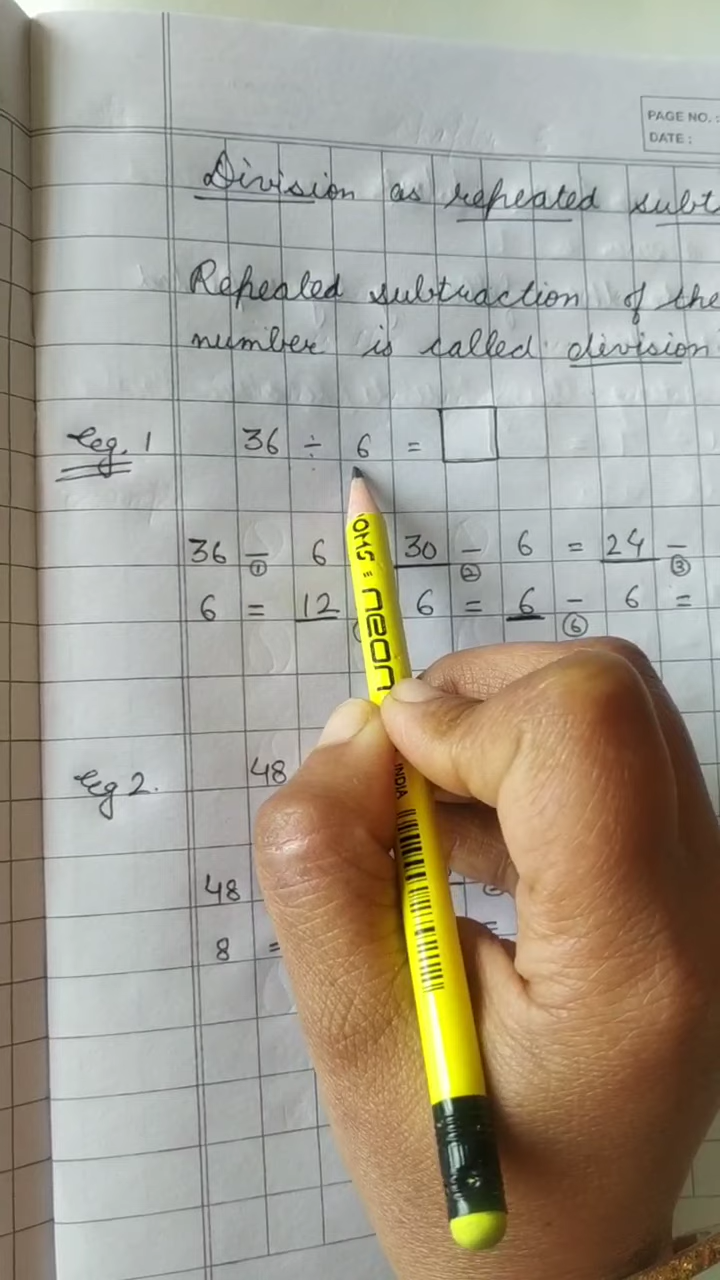 PAGE NO. :
DATE :
Division as repeated subt
Repeated subtraction of the
number is called division
Eg. 1 36 ÷ 6 =
36 - 6 30 - 6 = 24 -
① ② ③
6 = 12 6 = 6 - 6 =
⑥
DOMS = neon
INDIA
Eg 2. 48
48
8 =